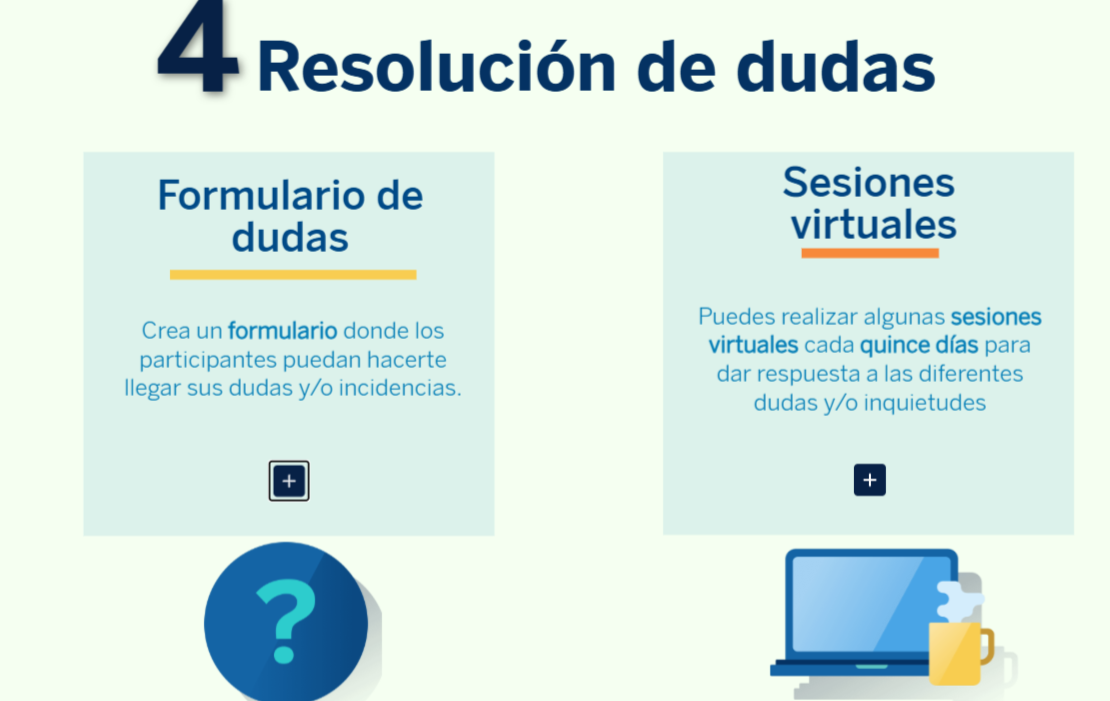 4 Resolución de dudas
Formulario de
dudas
Crea un formulario donde los
participantes puedan hacerte
llegar sus dudas y/o incidencias.
+
Sesiones
virtuales
Puedes realizar algunas sesiones
virtuales cada quince días para
dar respuesta a las diferentes
dudas y/o inquietudes
+
?